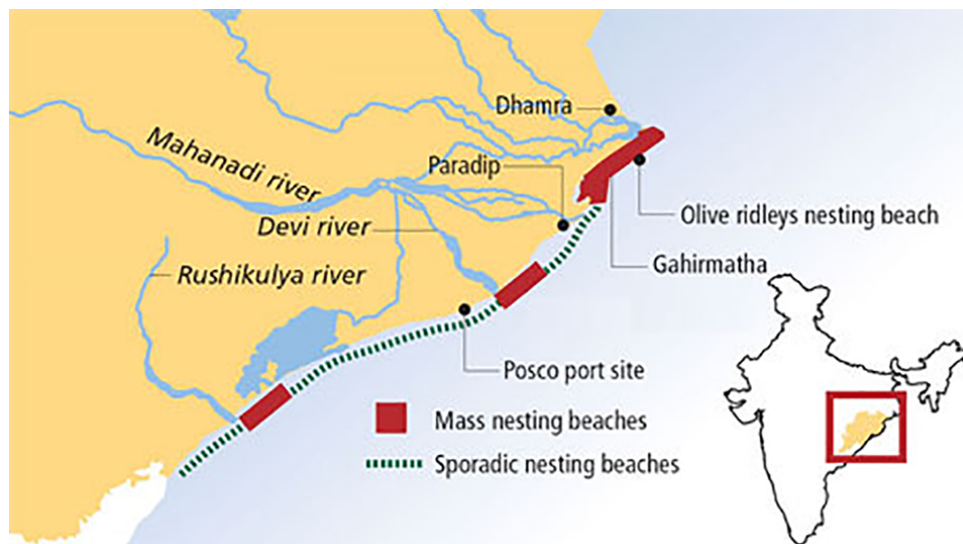 Dhamra
Mahanadi river
Paradip
Olive ridleys nesting beach
Devi river
Gahirmatha
Rushikulya river
Posco port site
Mass nesting beaches
Sporadic nesting beaches